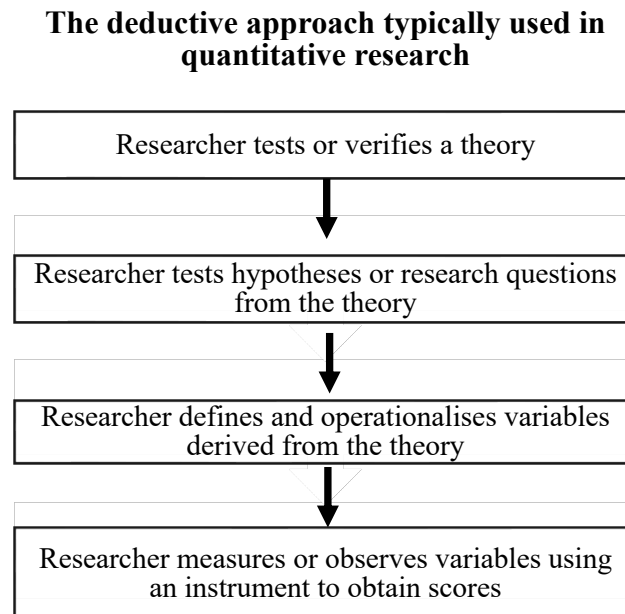 The deductive approach typically used in
quantitative research
Researcher tests or verifies a theory
Researcher tests hypotheses or research questions
from the theory
Researcher defines and operationalises variables
derived from the theory
Researcher measures or observes variables using
an instrument to obtain scores